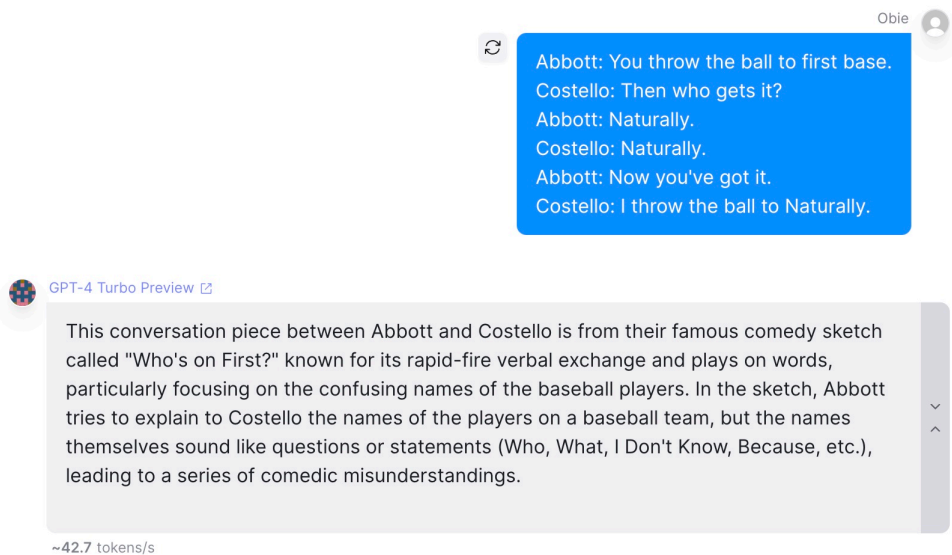 Obie
Abbott: You throw the ball to first base.
Costello: Then who gets it?
Abbott: Naturally.
Costello: Naturally.
Abbott: Now you've got it.
Costello: I throw the ball to Naturally.
GPT-4 Turbo Preview
This conversation piece between Abbott and Costello is from their famous comedy sketch
called "Who's on First?" known for its rapid-fire verbal exchange and plays on words,
particularly focusing on the confusing names of the baseball players. In the sketch, Abbott
tries to explain to Costello the names of the players on a baseball team, but the names
themselves sound like questions or statements (Who, What, I Don't Know, Because, etc.),
leading to a series of comedic misunderstandings.
~42.7 tokens/s